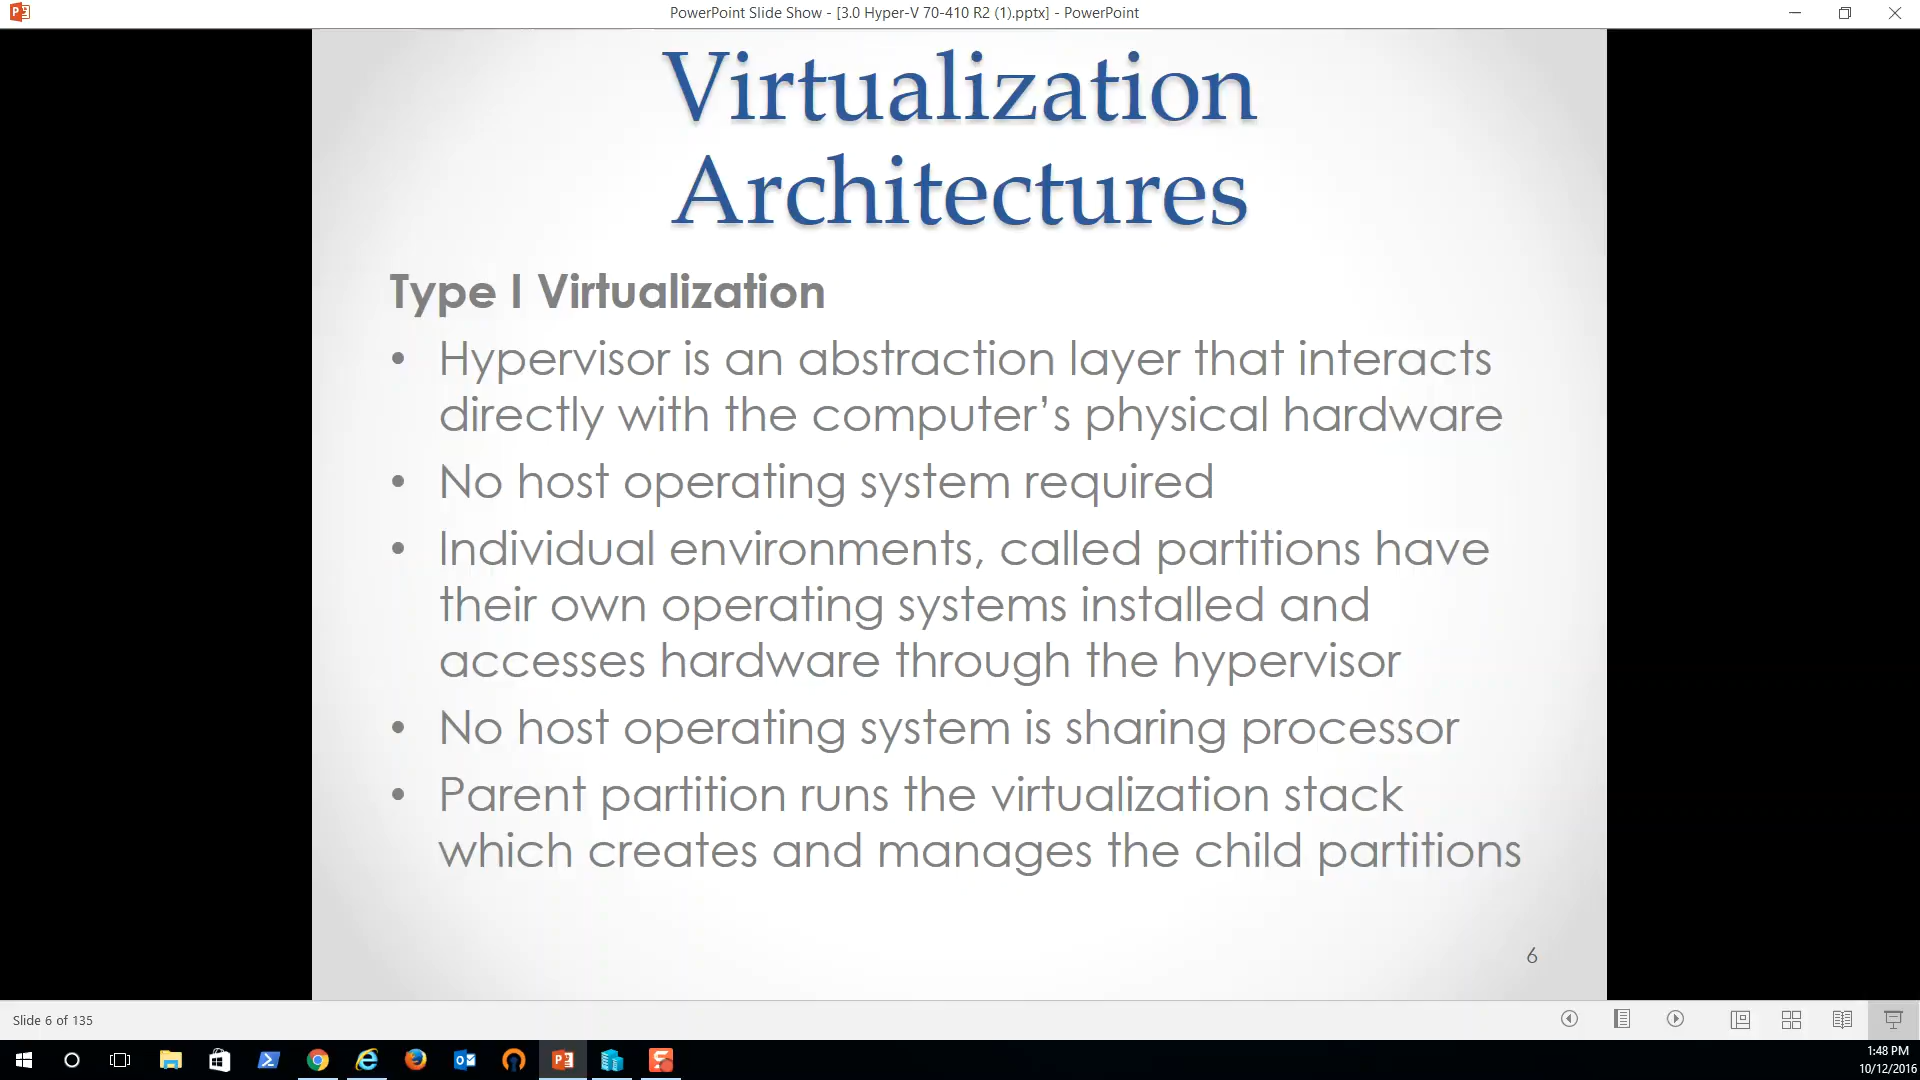 PowerPoint Slide Show - [3.0 Hyper-V 70-410 R2 (1).pptx] - PowerPoint
Virtualization
Architectures
Type I Virtualization
• Hypervisor is an abstraction layer that interacts
directly with the computer’s physical hardware
• No host operating system required
• Individual environments, called partitions have
their own operating systems installed and
accesses hardware through the hypervisor
• No host operating system is sharing processor
• Parent partition runs the virtualization stack
which creates and manages the child partitions
6
Slide 6 of 135
1:48 PM
10/12/2016